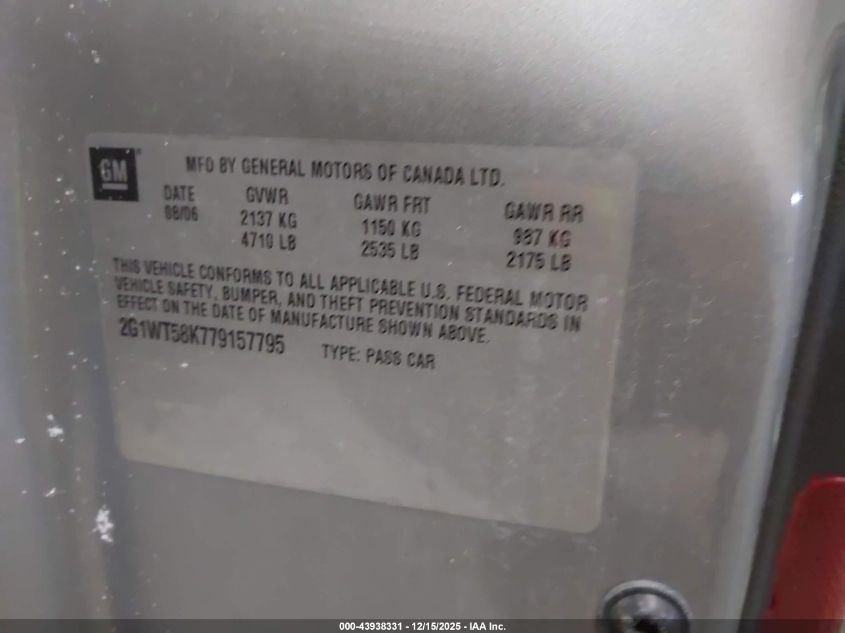 GM
MFD BY GENERAL MOTORS OF CANADA LTD.
DATE GVWR GAWR FRT GAWR RR
08/06 2137 KG 1150 KG 987 KG
4710 LB 2535 LB 2175 LB
THIS VEHICLE CONFORMS TO ALL APPLICABLE U.S. FEDERAL MOTOR
VEHICLE SAFETY, BUMPER, AND THEFT PREVENTION STANDARDS IN
EFFECT ON THE DATE OF MANUFACTURE SHOWN ABOVE.
2G1WT58K779157795 TYPE: PASS CAR
000-43938331 - 12/15/2025 - IAA Inc.